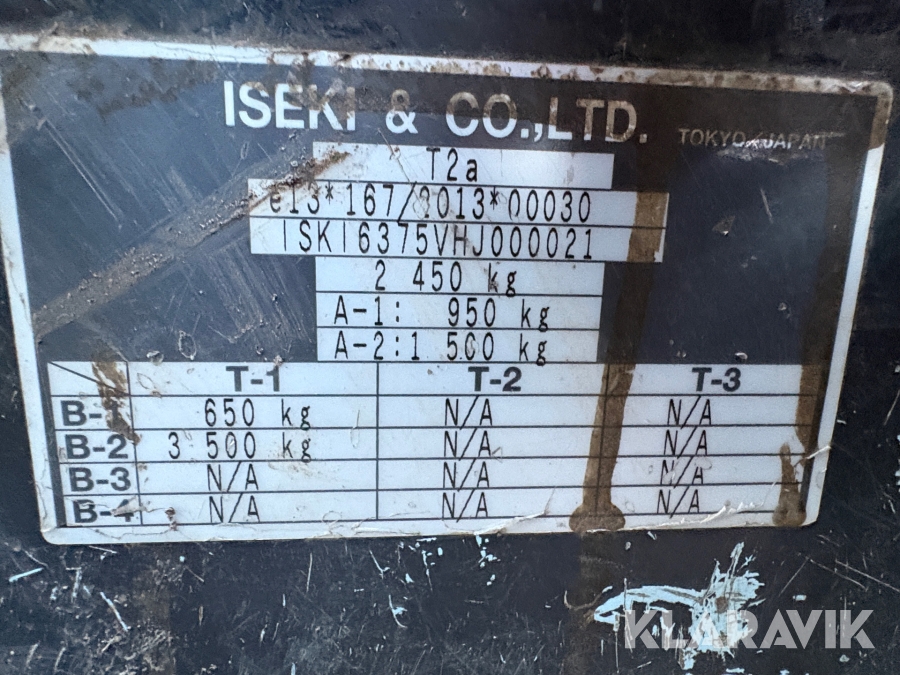 ISEKI & CO.,LTD. TOKYO JAPAN
T2a
e13*167/2013*00030
ISKI6375VHJ000021
2 450 kg
A-1: 950 kg
A-2:1 500 kg
T-1 T-2 T-3
B-1 650 kg N/A N/A
B-2 3 500 kg N/A N/A
B-3 N/A N/A N/A
B-4 N/A N/A N/A
KLARAVIK